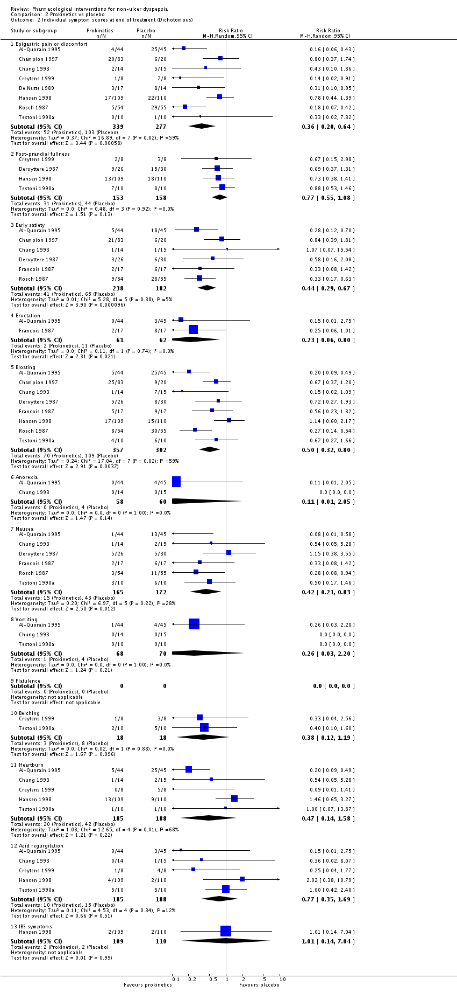 Review: Pharmacological interventions for non-ulcer dyspepsia
Comparison: 2 Prokinetics vs placebo
Outcome: 2 Individual symptom scores at end of treatment (Dichotomous)
Study or subgroup Prokinetics Placebo Risk Ratio Risk Ratio
n/N n/N M-H,Random,95% CI M-H,Random,95% CI
1 Epigastric pain or discomfort
Al-Quorain 1995 4/44 25/45 0.16 [ 0.06, 0.43 ]
Champion 1997 20/83 6/20 0.80 [ 0.37, 1.74 ]
Chung 1993 2/14 5/15 0.43 [ 0.10, 1.86 ]
Creytens 1999 1/8 7/8 0.14 [ 0.02, 0.91 ]
De Nutte 1989 3/17 8/14 0.31 [ 0.10, 0.95 ]
Hansen 1998 17/109 22/110 0.78 [ 0.44, 1.39 ]
Rosch 1987 5/54 29/55 0.18 [ 0.07, 0.42 ]
Testoni 1990a 0/10 1/10 0.33 [ 0.02, 7.32 ]
Subtotal (95% CI) 339 277 0.36 [ 0.20, 0.64 ]
Total events: 52 (Prokinetics), 103 (Placebo)
Heterogeneity: Tau² = 0.37; Chi² = 16.89, df = 7 (P = 0.02); I² =59%
Test for overall effect: Z = 3.44 (P = 0.00058)
2 Post-prandial fullness
Creytens 1999 2/8 3/8 0.67 [ 0.15, 2.98 ]
Deruyttere 1987 9/26 15/30 0.69 [ 0.37, 1.31 ]
Hansen 1998 13/109 18/110 0.73 [ 0.38, 1.41 ]
Testoni 1990a 7/10 8/10 0.88 [ 0.53, 1.46 ]
Subtotal (95% CI) 153 158 0.77 [ 0.55, 1.08 ]
Total events: 31 (Prokinetics), 44 (Placebo)
Heterogeneity: Tau² = 0.0; Chi² = 0.48, df = 3 (P = 0.92); I² =0.0%
Test for overall effect: Z = 1.51 (P = 0.13)
3 Early satiety
Al-Quorain 1995 5/44 18/45 0.28 [ 0.12, 0.70 ]
Champion 1997 21/83 6/20 0.84 [ 0.39, 1.81 ]
Chung 1993 1/14 1/15 1.07 [ 0.07, 15.54 ]
Deruyttere 1987 3/26 6/30 0.58 [ 0.16, 2.08 ]
Francois 1987 2/17 6/17 0.33 [ 0.08, 1.42 ]
Rosch 1987 9/54 28/55 0.33 [ 0.17, 0.63 ]
Subtotal (95% CI) 238 182 0.44 [ 0.29, 0.67 ]
Total events: 41 (Prokinetics), 65 (Placebo)
Heterogeneity: Tau² = 0.01; Chi² = 5.28, df = 5 (P = 0.38); I² =5%
Test for overall effect: Z = 3.90 (P = 0.000096)
4 Eructation
Al-Quorain 1995 0/44 3/45 0.15 [ 0.01, 2.75 ]
Francois 1987 2/17 8/17 0.25 [ 0.06, 1.01 ]
Subtotal (95% CI) 61 62 0.23 [ 0.06, 0.80 ]
Total events: 2 (Prokinetics), 11 (Placebo)
Heterogeneity: Tau² = 0.0; Chi² = 0.11, df = 1 (P = 0.74); I² =0.0%
Test for overall effect: Z = 2.31 (P = 0.021)
5 Bloating
Al-Quorain 1995 5/44 25/45 0.20 [ 0.09, 0.49 ]
Champion 1997 25/83 9/20 0.67 [ 0.37, 1.20 ]
Chung 1993 1/14 7/15 0.15 [ 0.02, 1.09 ]
Deruyttere 1987 5/26 8/30 0.72 [ 0.27, 1.93 ]
Francois 1987 5/17 9/17 0.56 [ 0.23, 1.32 ]
Hansen 1998 17/109 15/110 1.14 [ 0.60, 2.17 ]
Rosch 1987 8/54 30/55 0.27 [ 0.14, 0.54 ]
Testoni 1990a 4/10 6/10 0.67 [ 0.27, 1.66 ]
Subtotal (95% CI) 357 302 0.50 [ 0.32, 0.80 ]
Total events: 70 (Prokinetics), 109 (Placebo)
Heterogeneity: Tau² = 0.24; Chi² = 17.04, df = 7 (P = 0.02); I² =59%
Test for overall effect: Z = 2.91 (P = 0.0037)
6 Anorexia
Al-Quorain 1995 0/44 4/45 0.11 [ 0.01, 2.05 ]
Chung 1993 0/14 0/15 0.0 [ 0.0, 0.0 ]
Subtotal (95% CI) 58 60 0.11 [ 0.01, 2.05 ]
Total events: 0 (Prokinetics), 4 (Placebo)
Heterogeneity: Tau² = 0.0; Chi² = 0.0, df = 0 (P = 1.00); I² =0.0%
Test for overall effect: Z = 1.47 (P = 0.14)
7 Nausea
Al-Quorain 1995 1/44 13/45 0.08 [ 0.01, 0.58 ]
Chung 1993 1/14 2/15 0.54 [ 0.05, 5.28 ]
Deruyttere 1987 5/26 5/30 1.15 [ 0.38, 3.55 ]
Francois 1987 2/17 6/17 0.33 [ 0.08, 1.42 ]
Rosch 1987 3/54 11/55 0.28 [ 0.08, 0.94 ]
Testoni 1990a 3/10 6/10 0.50 [ 0.17, 1.46 ]
Subtotal (95% CI) 165 172 0.42 [ 0.21, 0.83 ]
Total events: 15 (Prokinetics), 43 (Placebo)
Heterogeneity: Tau² = 0.20; Chi² = 6.97, df = 5 (P = 0.22); I² =28%
Test for overall effect: Z = 2.50 (P = 0.012)
8 Vomiting
Al-Quorain 1995 1/44 4/45 0.26 [ 0.03, 2.20 ]
Chung 1993 0/14 0/15 0.0 [ 0.0, 0.0 ]
Testoni 1990a 0/10 0/10 0.0 [ 0.0, 0.0 ]
Subtotal (95% CI) 68 70 0.26 [ 0.03, 2.20 ]
Total events: 1 (Prokinetics), 4 (Placebo)
Heterogeneity: Tau² = 0.0; Chi² = 0.0, df = 0 (P = 1.00); I² =0.0%
Test for overall effect: Z = 1.24 (P = 0.21)
9 Flatulence
Subtotal (95% CI) 0 0 0.0 [ 0.0, 0.0 ]
Total events: 0 (Prokinetics), 0 (Placebo)
Heterogeneity: not applicable
Test for overall effect: not applicable
10 Belching
Creytens 1999 1/8 3/8 0.33 [ 0.04, 2.56 ]
Testoni 1990a 2/10 5/10 0.40 [ 0.10, 1.60 ]
Subtotal (95% CI) 18 18 0.38 [ 0.12, 1.19 ]
Total events: 3 (Prokinetics), 8 (Placebo)
Heterogeneity: Tau² = 0.0; Chi² = 0.02, df = 1 (P = 0.88); I² =0.0%
Test for overall effect: Z = 1.67 (P = 0.096)
11 Heartburn
Al-Quorain 1995 5/44 25/45 0.20 [ 0.09, 0.49 ]
Chung 1993 1/14 2/15 0.54 [ 0.05, 5.28 ]
Creytens 1999 0/8 5/8 0.09 [ 0.01, 1.41 ]
Hansen 1998 13/109 9/110 1.46 [ 0.65, 3.27 ]
Testoni 1990a 1/10 1/10 1.00 [ 0.07, 13.87 ]
Subtotal (95% CI) 185 188 0.47 [ 0.14, 1.58 ]
Total events: 20 (Prokinetics), 42 (Placebo)
Heterogeneity: Tau² = 1.08; Chi² = 12.65, df = 4 (P = 0.01); I² =68%
Test for overall effect: Z = 1.21 (P = 0.22)
12 Acid regurgitation
Al-Quorain 1995 0/44 3/45 0.15 [ 0.01, 2.75 ]
Chung 1993 0/14 1/15 0.36 [ 0.02, 8.07 ]
Creytens 1999 1/8 4/8 0.25 [ 0.04, 1.77 ]
Hansen 1998 4/109 2/110 2.02 [ 0.38, 10.79 ]
Testoni 1990a 5/10 5/10 1.00 [ 0.42, 2.40 ]
Subtotal (95% CI) 185 188 0.77 [ 0.35, 1.69 ]
Total events: 10 (Prokinetics), 15 (Placebo)
Heterogeneity: Tau² = 0.11; Chi² = 4.53, df = 4 (P = 0.34); I² =12%
Test for overall effect: Z = 0.66 (P = 0.51)
13 IBS symptoms
Hansen 1998 2/109 2/110 1.01 [ 0.14, 7.04 ]
Subtotal (95% CI) 109 110 1.01 [ 0.14, 7.04 ]
Total events: 2 (Prokinetics), 2 (Placebo)
Heterogeneity: not applicable
Test for overall effect: Z = 0.01 (P = 0.99)
0.1 0.2 0.5 1 2 5 10
Favours prokinetics Favours placebo